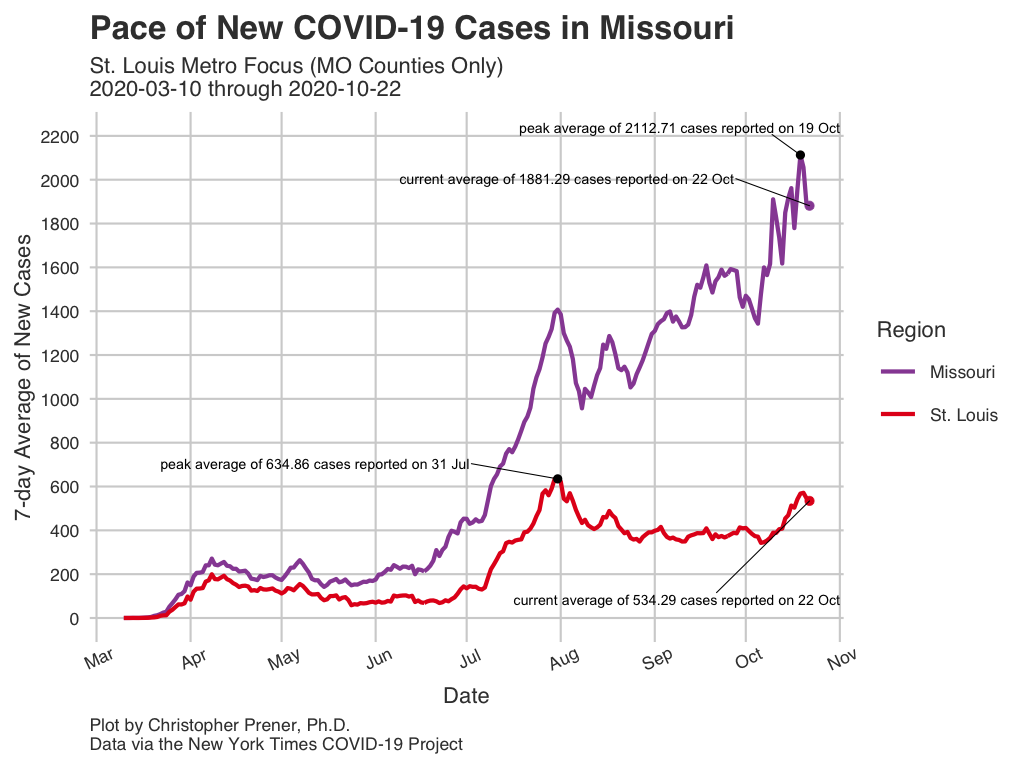 Pace of New COVID-19 Cases in Missouri
St. Louis Metro Focus (MO Counties Only)
2020-03-10 through 2020-10-22
peak average of 2112.71 cases reported on 19 Oct
current average of 1881.29 cases reported on 22 Oct
peak average of 634.86 cases reported on 31 Jul
current average of 534.29 cases reported on 22 Oct
7-day Average of New Cases
2200
2000
1800
1600
1400
1200
1000
800
600
400
200
0
Mar
Apr
May
Jun
Jul
Aug
Sep
Oct
Nov
Date
Region
Missouri
St. Louis
Plot by Christopher Prener, Ph.D.
Data via the New York Times COVID-19 Project